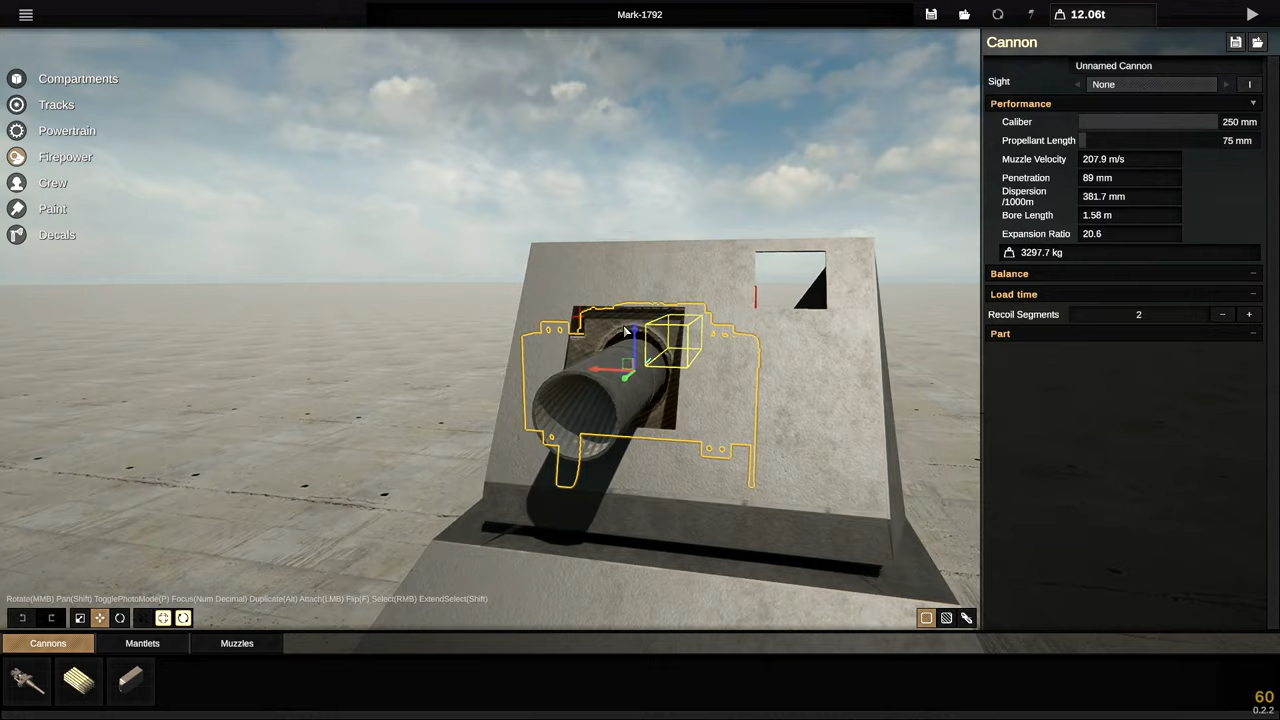 Mark-1792
12.06t
Compartments
Tracks
Powertrain
Firepower
Crew
Paint
Decals
Cannon
Unnamed Cannon
Sight
None
I
Performance
Caliber
250 mm
Propellant Length
75 mm
Muzzle Velocity
207.9 m/s
Penetration
89 mm
Dispersion
/1000m
381.7 mm
Bore Length
1.58 m
Expansion Ratio
20.6
3297.7 kg
Balance
Load time
Recoil Segments
2
Part
Rotate(MMB) Pan(Shift) TogglePhotoMode(P) Focus(Num Decimal) Duplicate(Alt) Attach(LMB) Flip(F) Select(RMB) ExtendSelect(Shift)
Cannons
Mantlets
Muzzles
60
0.2.2